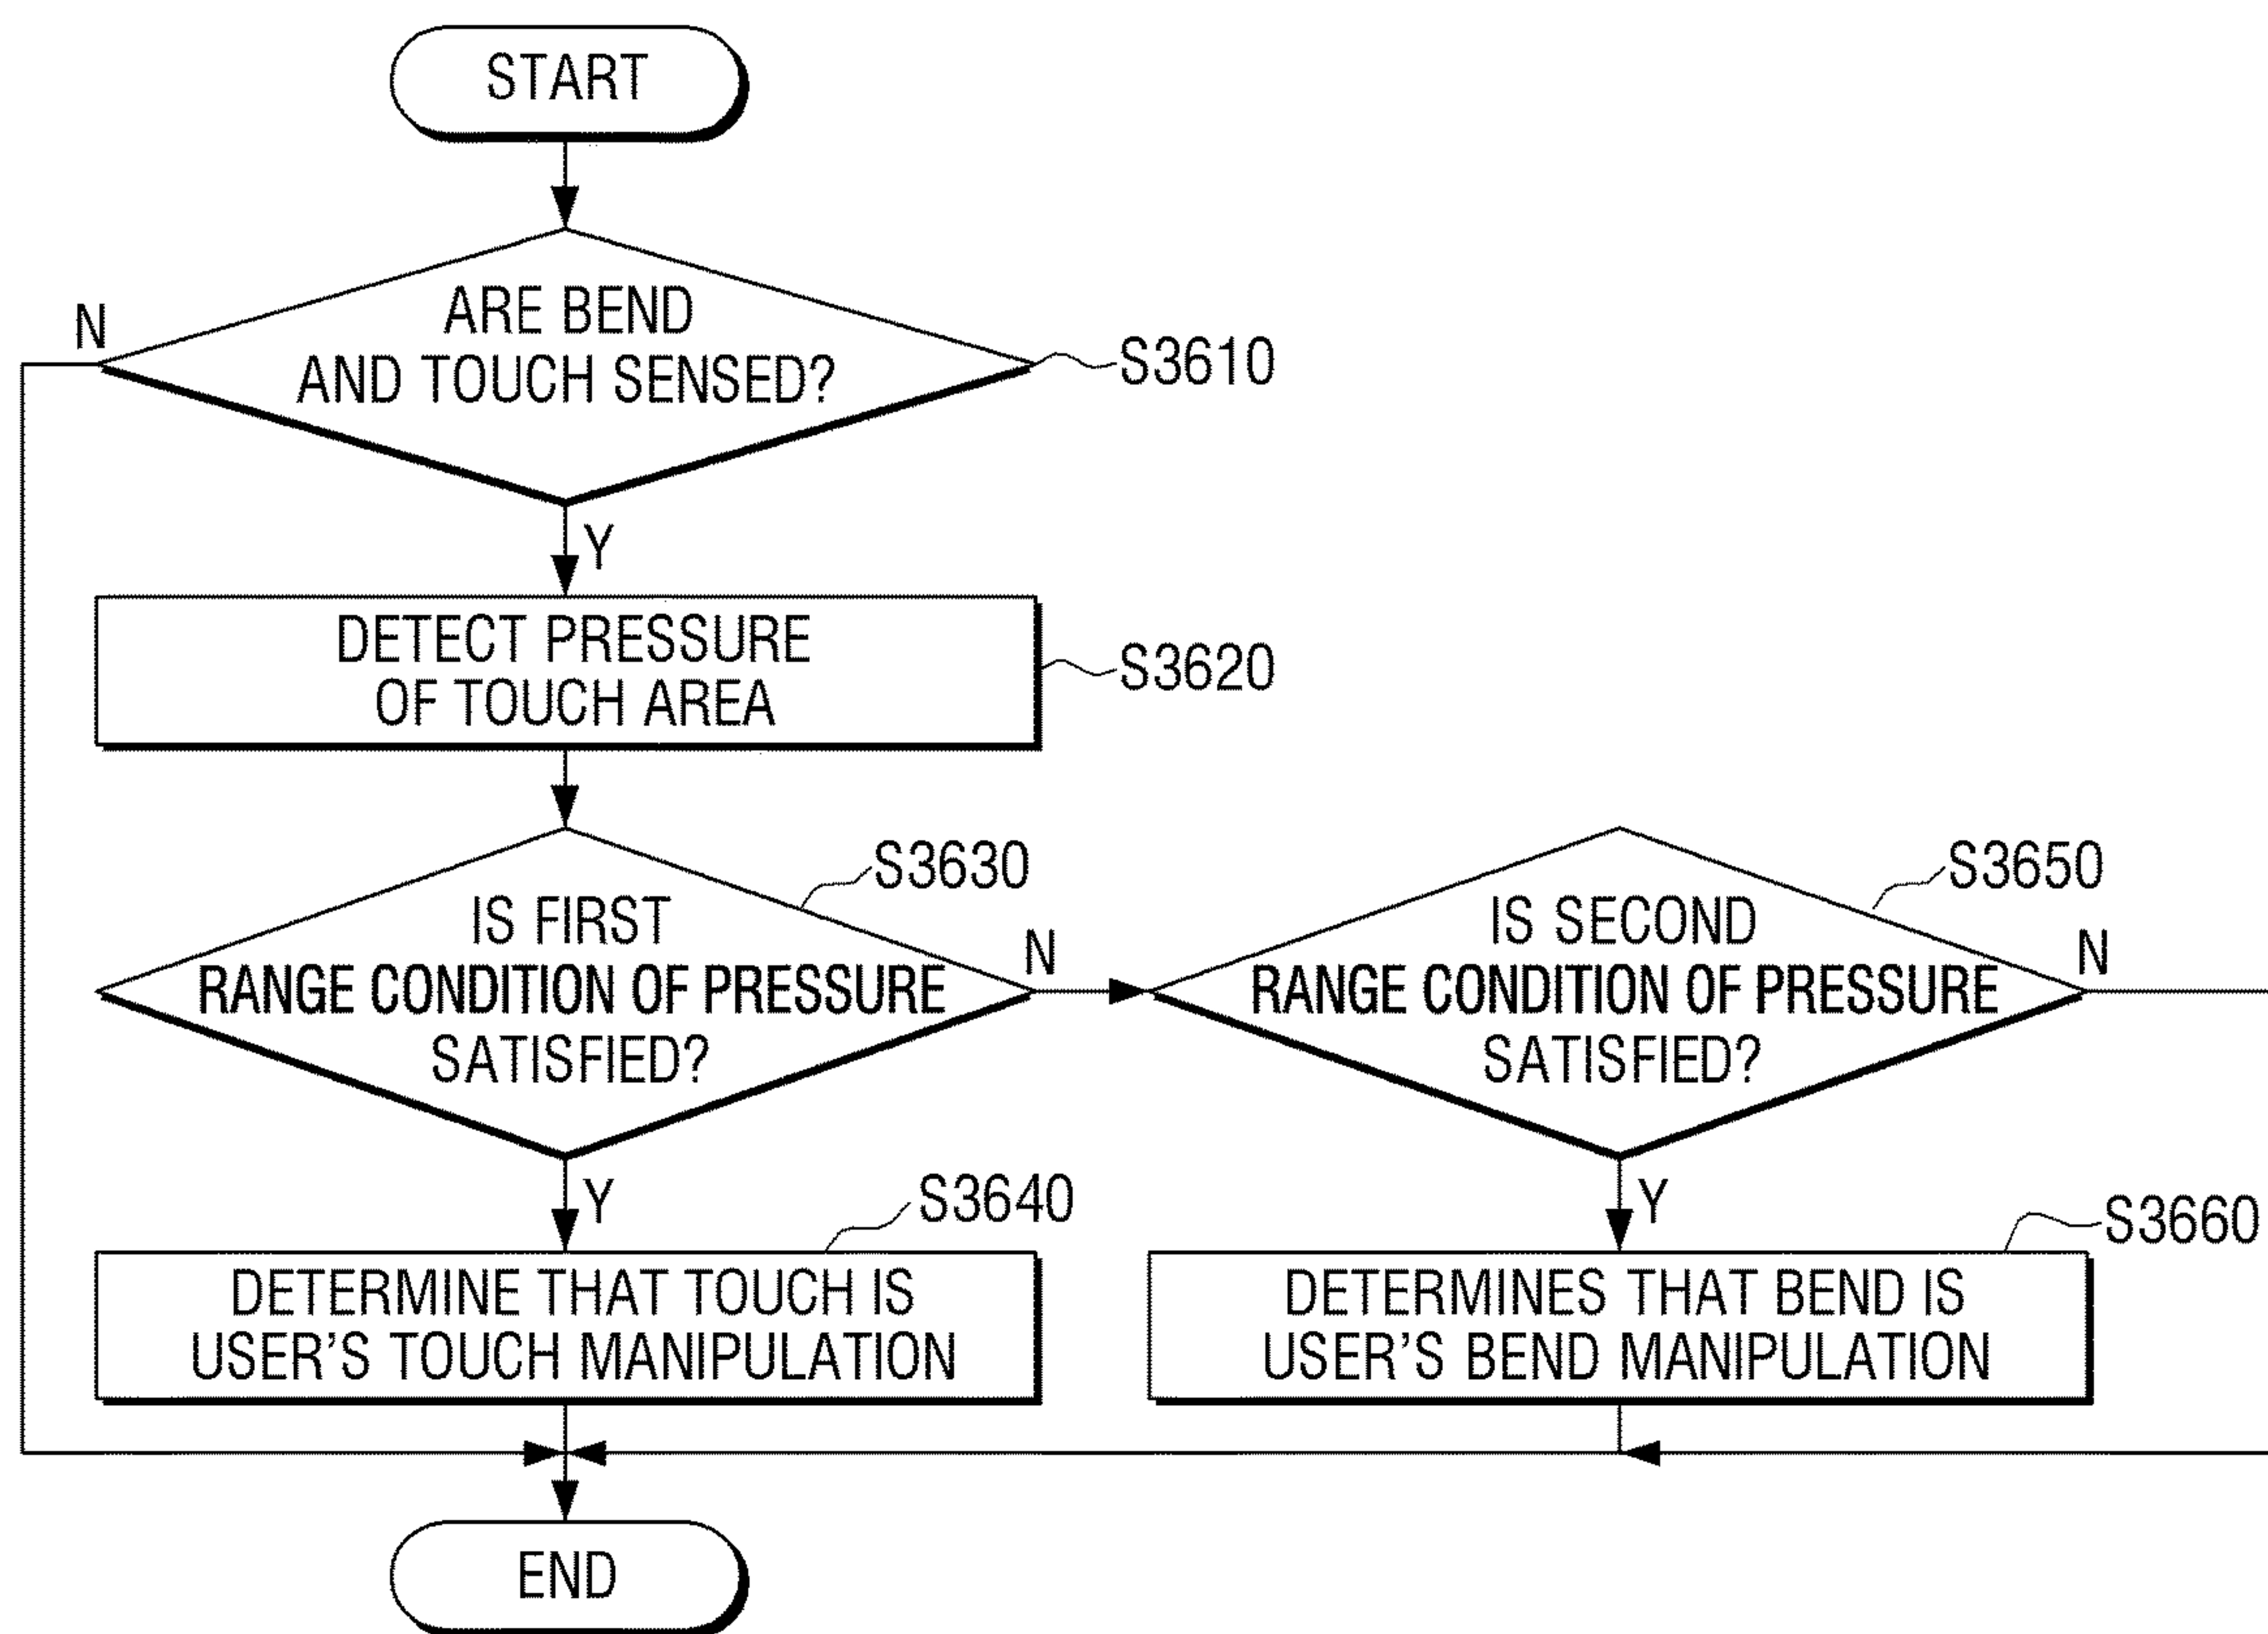 START
ARE BEND
AND TOUCH SENSED?
N
S3610
Y
DETECT PRESSURE
OF TOUCH AREA
S3620
S3630
IS FIRST
RANGE CONDITION OF PRESSURE
SATISFIED?
N
S3650
IS SECOND
RANGE CONDITION OF PRESSURE
SATISFIED?
N
Y
S3640
DETERMINE THAT TOUCH IS
USER'S TOUCH MANIPULATION
Y
S3660
DETERMINES THAT BEND IS
USER'S BEND MANIPULATION
END